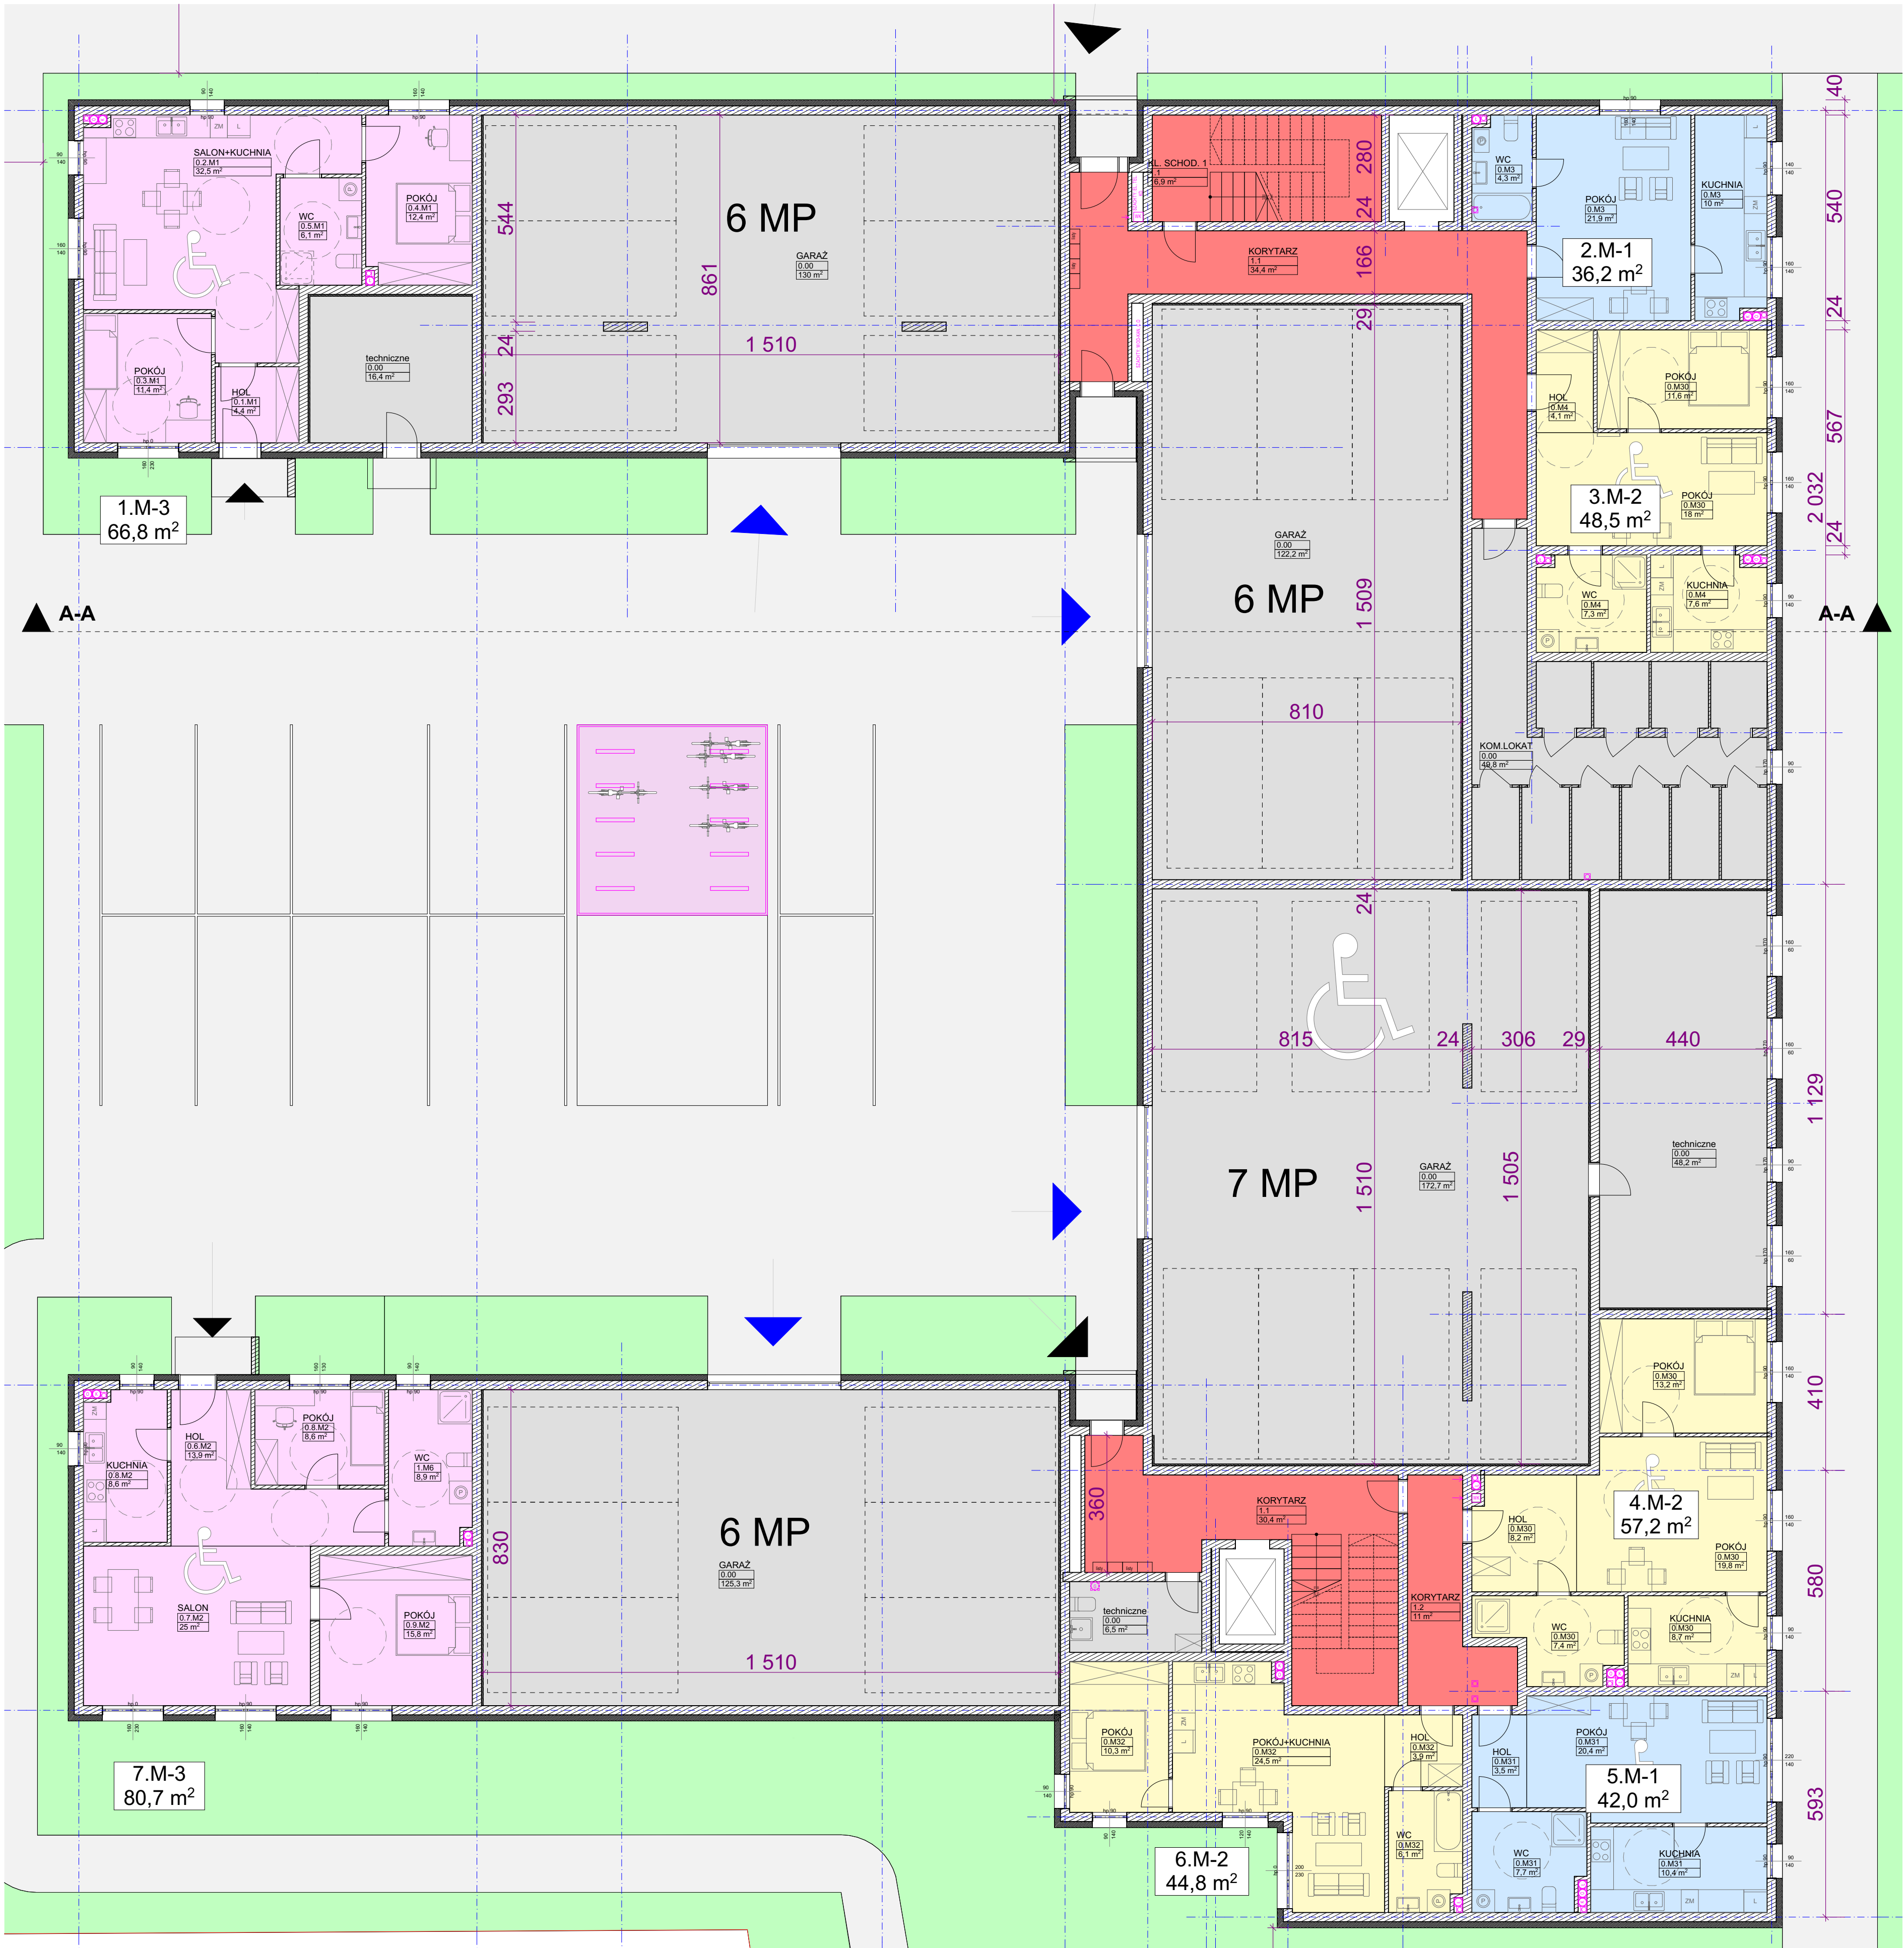 SALON+KUCHNIA
0.2.M1
32,5 m²
WC
0.5.M1
6,1 m²
POKÓJ
0.4.M1
12,4 m²
POKÓJ
0.3.M1
11,4 m²
HOL
0.1.M1
4,4 m²
techniczne
0.00
16,4 m²
1.M-3
66,8 m²
6 MP
GARAŻ
0.00
130 m²
544
861
24
293
1 510
KL. SCHOD. 1
6,9 m²
KORYTARZ
1.1
34,4 m²
280
24
166
29
WC
0.M3
4,3 m²
POKÓJ
0.M3
21,9 m²
KUCHNIA
0.M3
10 m²
2.M-1
36,2 m²
40
540
24
567
2 032
24
HOL
0.M4
4,1 m²
POKÓJ
0.M30
11,6 m²
POKÓJ
0.M30
18 m²
3.M-2
48,5 m²
WC
0.M4
7,3 m²
KUCHNIA
0.M4
7,6 m²
A-A
A-A
GARAŻ
0.00
122,2 m²
6 MP
1 509
810
KOM.LOKAT
0.00
49,8 m²
24
815
24
306
29
440
7 MP
GARAŻ
0.00
172,7 m²
1 510
1 505
techniczne
0.00
48,2 m²
1 129
410
580
593
POKÓJ
0.M30
13,2 m²
4.M-2
57,2 m²
HOL
0.M30
8,2 m²
POKÓJ
0.M30
19,8 m²
WC
0.M30
7,4 m²
KUCHNIA
0.M30
8,7 m²
KUCHNIA
0.8.M2
8,6 m²
HOL
0.6.M2
13,9 m²
POKÓJ
0.8.M2
8,6 m²
WC
1.M6
8,9 m²
SALON
0.7.M2
25 m²
POKÓJ
0.9.M2
15,8 m²
7.M-3
80,7 m²
6 MP
GARAŻ
0.00
125,3 m²
830
1 510
360
KORYTARZ
1.1
30,4 m²
KORYTARZ
1.2
11 m²
techniczne
0.00
6,5 m²
POKÓJ
0.M32
10,3 m²
POKÓJ+KUCHNIA
0.M32
24,5 m²
HOL
0.M32
3,9 m²
WC
0.M32
6,1 m²
6.M-2
44,8 m²
HOL
0.M31
3,5 m²
POKÓJ
0.M31
20,4 m²
5.M-1
42,0 m²
WC
0.M31
7,7 m²
KUCHNIA
0.M31
10,4 m²